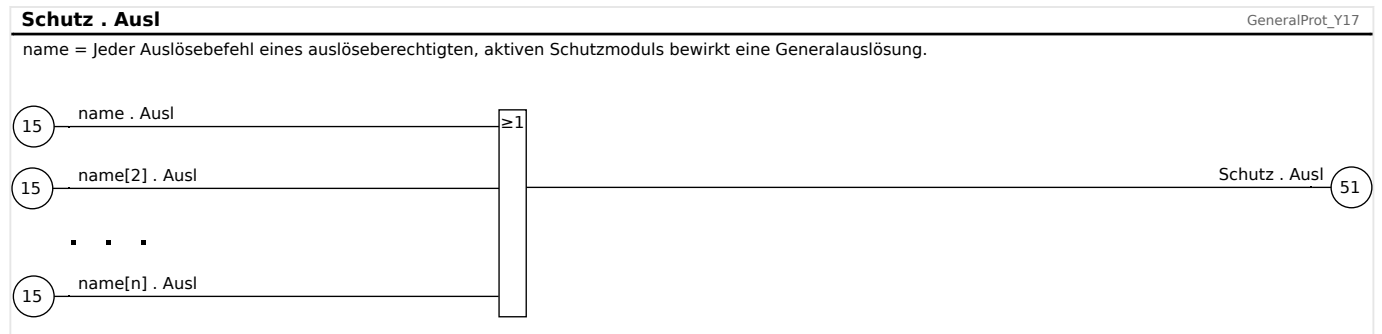 Schutz . Ausl
GeneralProt_Y17
name = Jeder Auslösebefehl eines auslöseberechtigten, aktiven Schutzmoduls bewirkt eine Generalauslösung.
name . Ausl
15
≥1
name[2] . Ausl
15
Schutz . Ausl
51
. . .
name[n] . Ausl
15